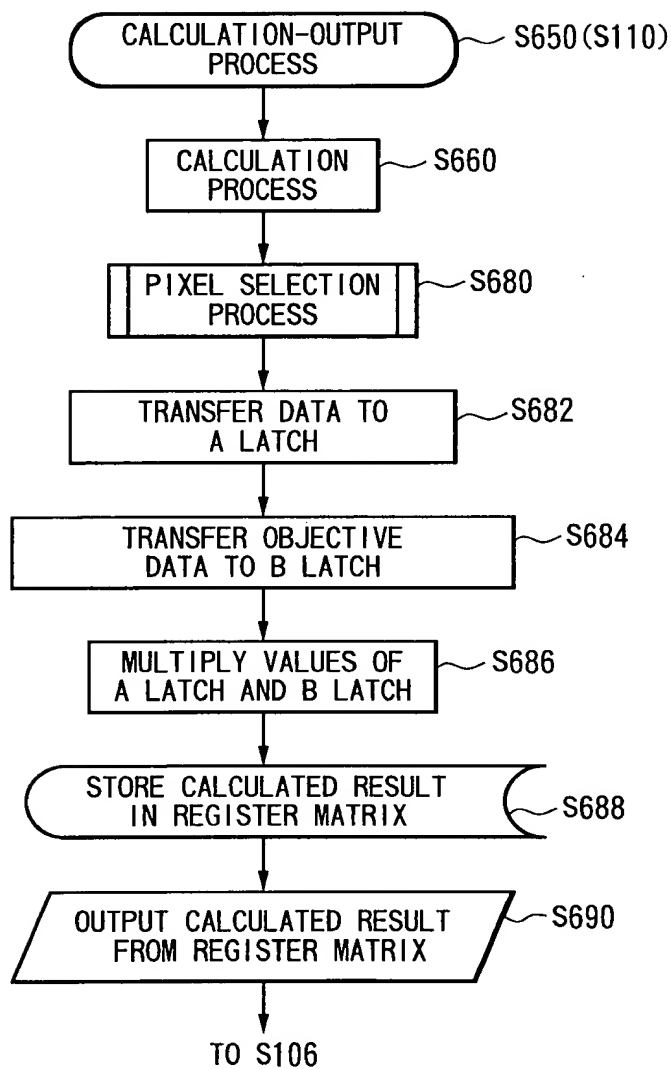 CALCULATION-OUTPUT
PROCESS
S650(S110)
CALCULATION
PROCESS
S660
PIXEL SELECTION
PROCESS
S680
TRANSFER DATA TO
A LATCH
S682
TRANSFER OBJECTIVE
DATA TO B LATCH
S684
MULTIPLY VALUES OF
A LATCH AND B LATCH
S686
STORE CALCULATED RESULT
IN REGISTER MATRIX
S688
OUTPUT CALCULATED RESULT
FROM REGISTER MATRIX
S690
TO S106